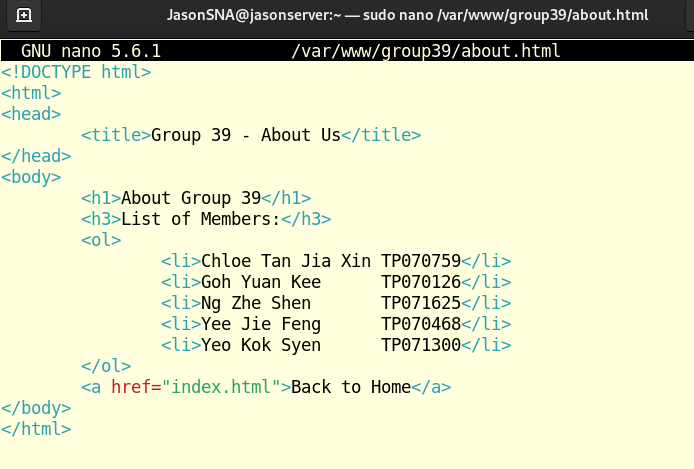 JasonSNA@jasonserver:~ — sudo nano /var/www/group39/about.html
GNU nano 5.6.1 /var/www/group39/about.html
<!DOCTYPE html>
<html>
<head>
        <title>Group 39 - About Us</title>
</head>
<body>
        <h1>About Group 39</h1>
        <h3>List of Members:</h3>
        <ol>
                <li>Chloe Tan Jia Xin TP070759</li>
                <li>Goh Yuan Kee      TP070126</li>
                <li>Ng Zhe Shen       TP071625</li>
                <li>Yee Jie Feng      TP070468</li>
                <li>Yeo Kok Syen      TP071300</li>
        </ol>
        <a href="index.html">Back to Home</a>
</body>
</html>